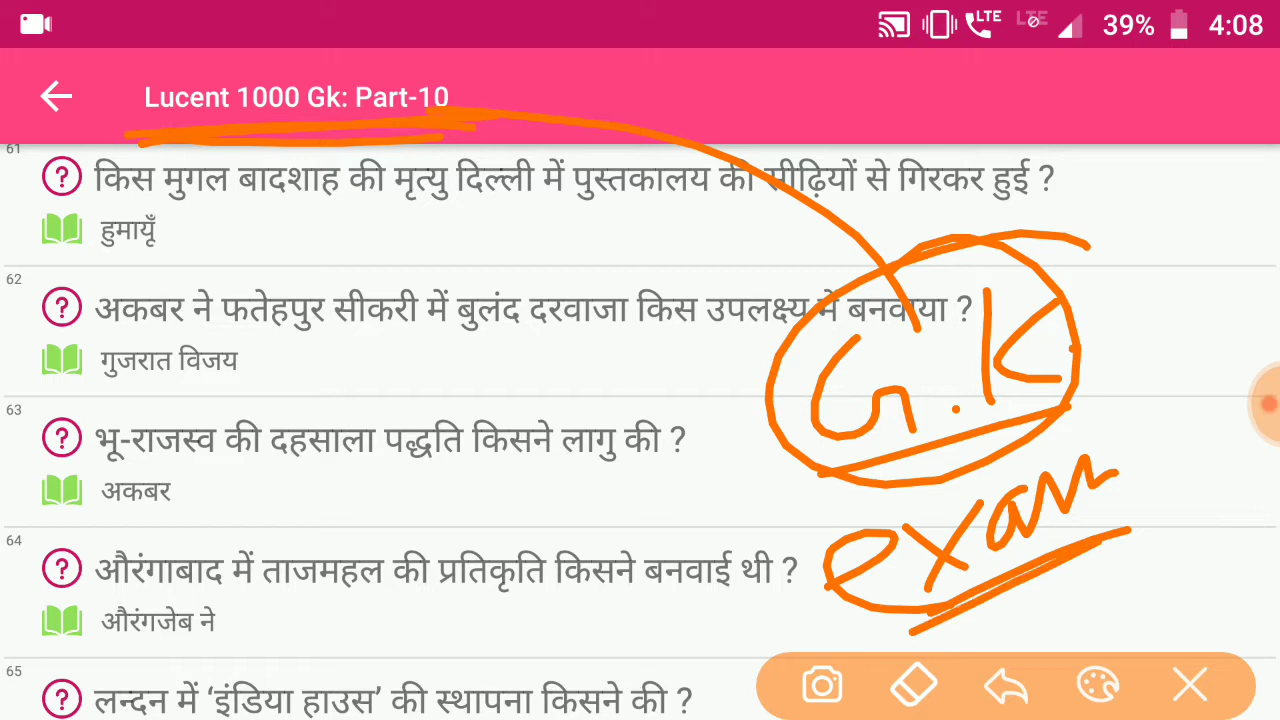 LTE LTE 39% 4:08
Lucent 1000 Gk: Part-10
61
किस मुगल बादशाह की मृत्यु दिल्ली में पुस्तकालय की सीढ़ियों से गिरकर हुई ?
हुमायूँ
62
अकबर ने फतेहपुर सीकरी में बुलंद दरवाजा किस उपलक्ष्य में बनवाया ?
गुजरात विजय
G.K
63
भू-राजस्व की दहसाला पद्धति किसने लागु की ?
अकबर
exam
64
औरंगाबाद में ताजमहल की प्रतिकृति किसने बनवाई थी ?
औरंगजेब ने
65
लन्दन में ‘इंडिया हाउस’ की स्थापना किसने की ?